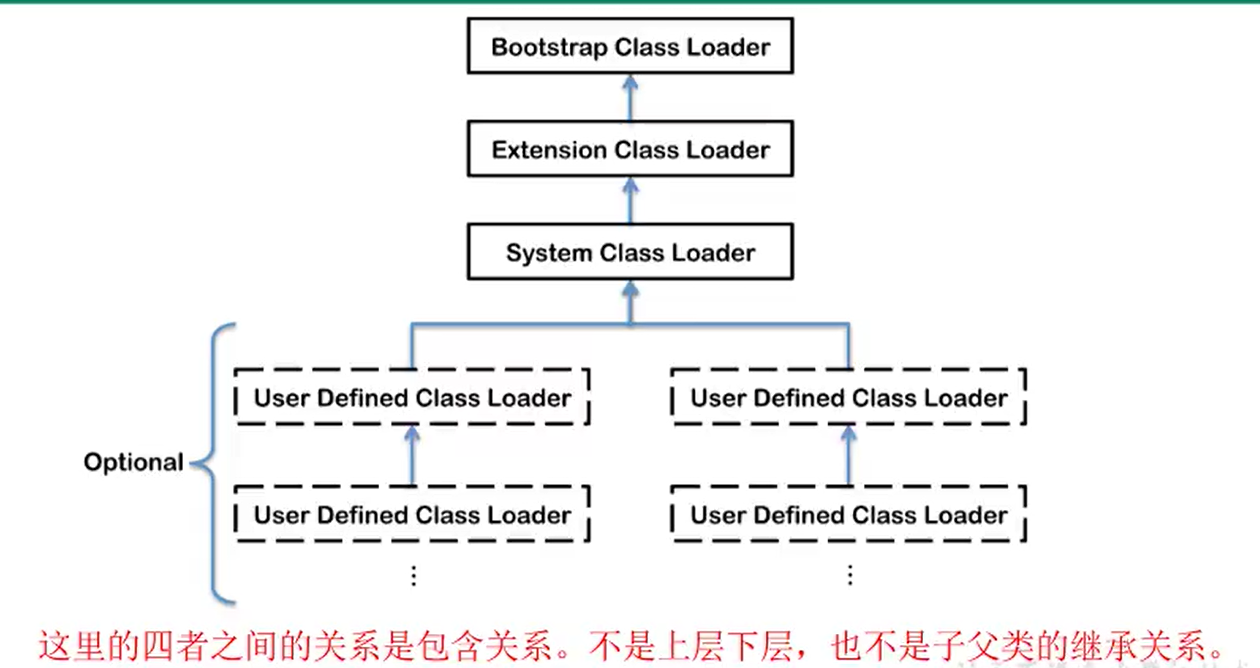 Bootstrap Class Loader
Extension Class Loader
System Class Loader
User Defined Class Loader
User Defined Class Loader
Optional
User Defined Class Loader
User Defined Class Loader
这里的四者之间的关系是包含关系。不是上层下层，也不是子父类的继承关系。